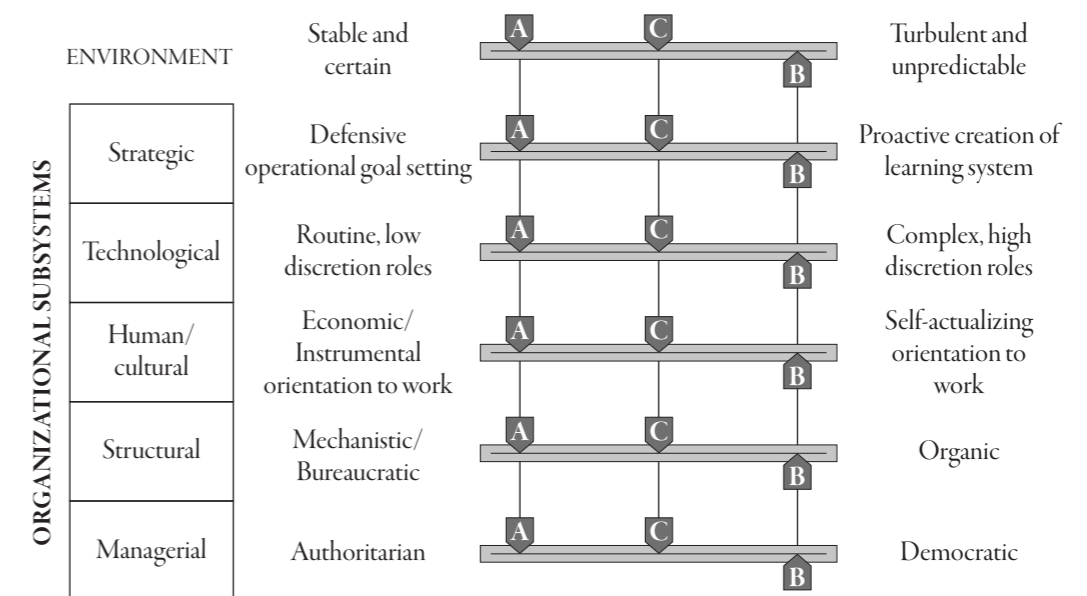 ENVIRONMENT
Stable and
certain
A
C
B
Turbulent and
unpredictable
ORGANIZATIONAL SUBSYSTEMS
Strategic
Defensive
operational goal setting
A
C
B
Proactive creation of
learning system
Technological
Routine, low
discretion roles
A
C
B
Complex, high
discretion roles
Human/
cultural
Economic/
Instrumental
orientation to work
A
C
B
Self-actualizing
orientation to
work
Structural
Mechanistic/
Bureaucratic
A
C
B
Organic
Managerial
Authoritarian
A
C
B
Democratic